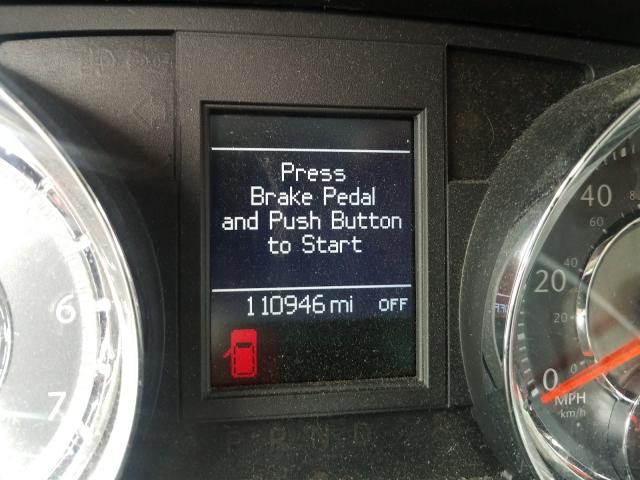 Press
Brake Pedal
and Push Button
to Start
110946 mi OFF
6
7
40
60
20
20
0
0
MPH
km/h
P R N D